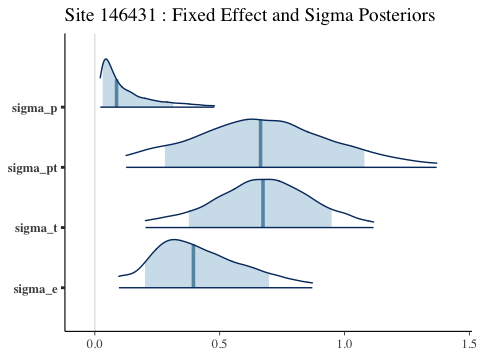 Site 146431 : Fixed Effect and Sigma Posteriors
sigma_p
sigma_pt
sigma_t
sigma_e
0.0 0.5 1.0 1.5